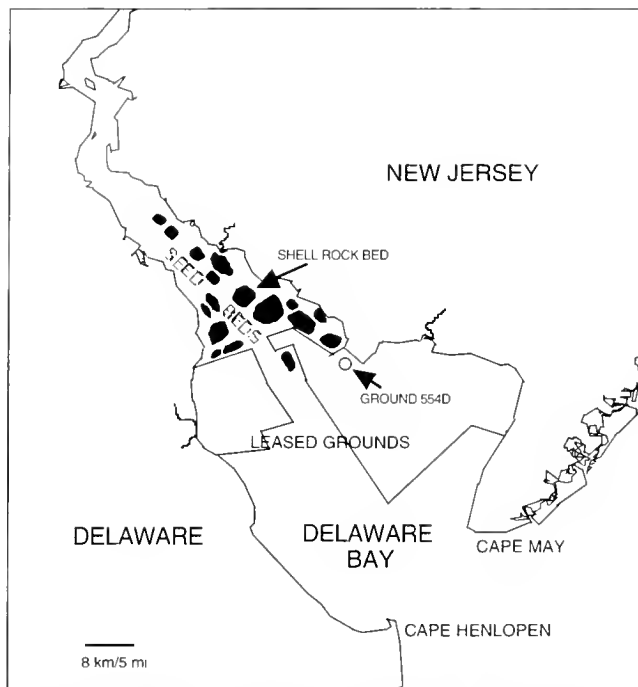 NEW JERSEY
SHELL ROCK BED
SEED
BEDS
GROUND 554D
LEASED GROUNDS
DELAWARE
DELAWARE
BAY
CAPE MAY
CAPE HENLOPEN
8 km/5 mi